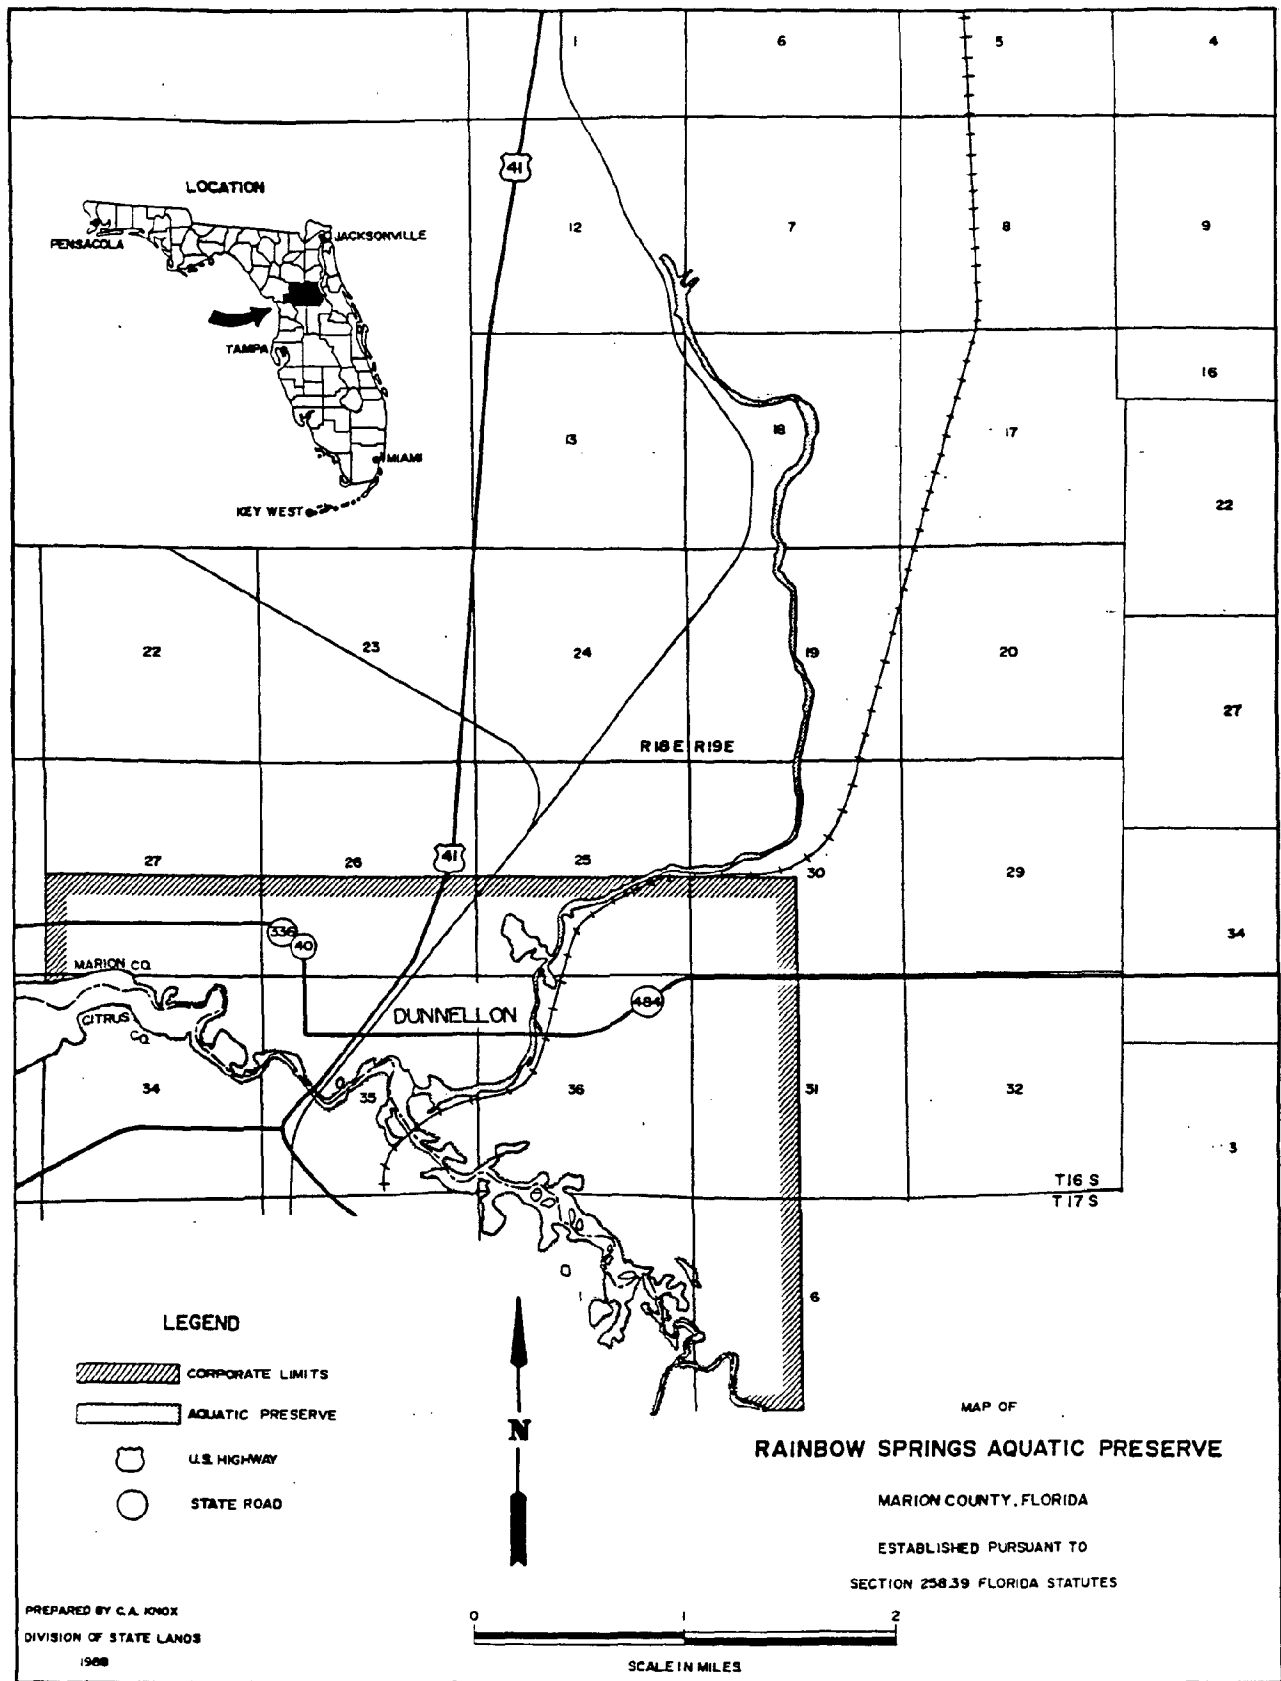 1 6 5 4
41
LOCATION
PENSACOLA
JACKSONVILLE
TAMPA
MIAMI
KEY WEST
12 7 8 9
16
13 18 17
22
22 23 24 19 20
27
R18E R19E
27 26 41 25 30 29
336
40
34
MARION CO.
CITRUS
CO.
DUNNELLON
484
34 35 36 31 32
3
T16 S
T17 S
1 6
LEGEND
CORPORATE LIMITS
AQUATIC PRESERVE
U.S. HIGHWAY
STATE ROAD
N
MAP OF
RAINBOW SPRINGS AQUATIC PRESERVE
MARION COUNTY, FLORIDA
ESTABLISHED PURSUANT TO
SECTION 258.39 FLORIDA STATUTES
PREPARED BY C.A. KNOX
DIVISION OF STATE LANDS
1988
0 1 2
SCALE IN MILES